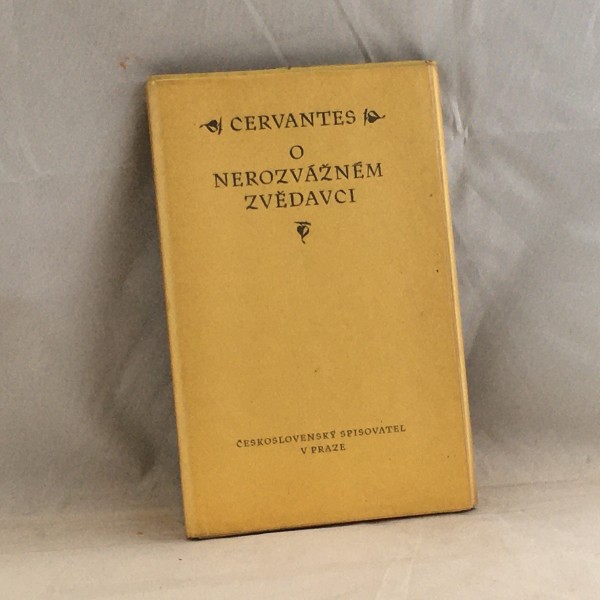 CERVANTES
O
NEROZVÁŽNÉM
ZVĚDAVCI
ČESKOSLOVENSKÝ SPISOVATEL
V PRAZE